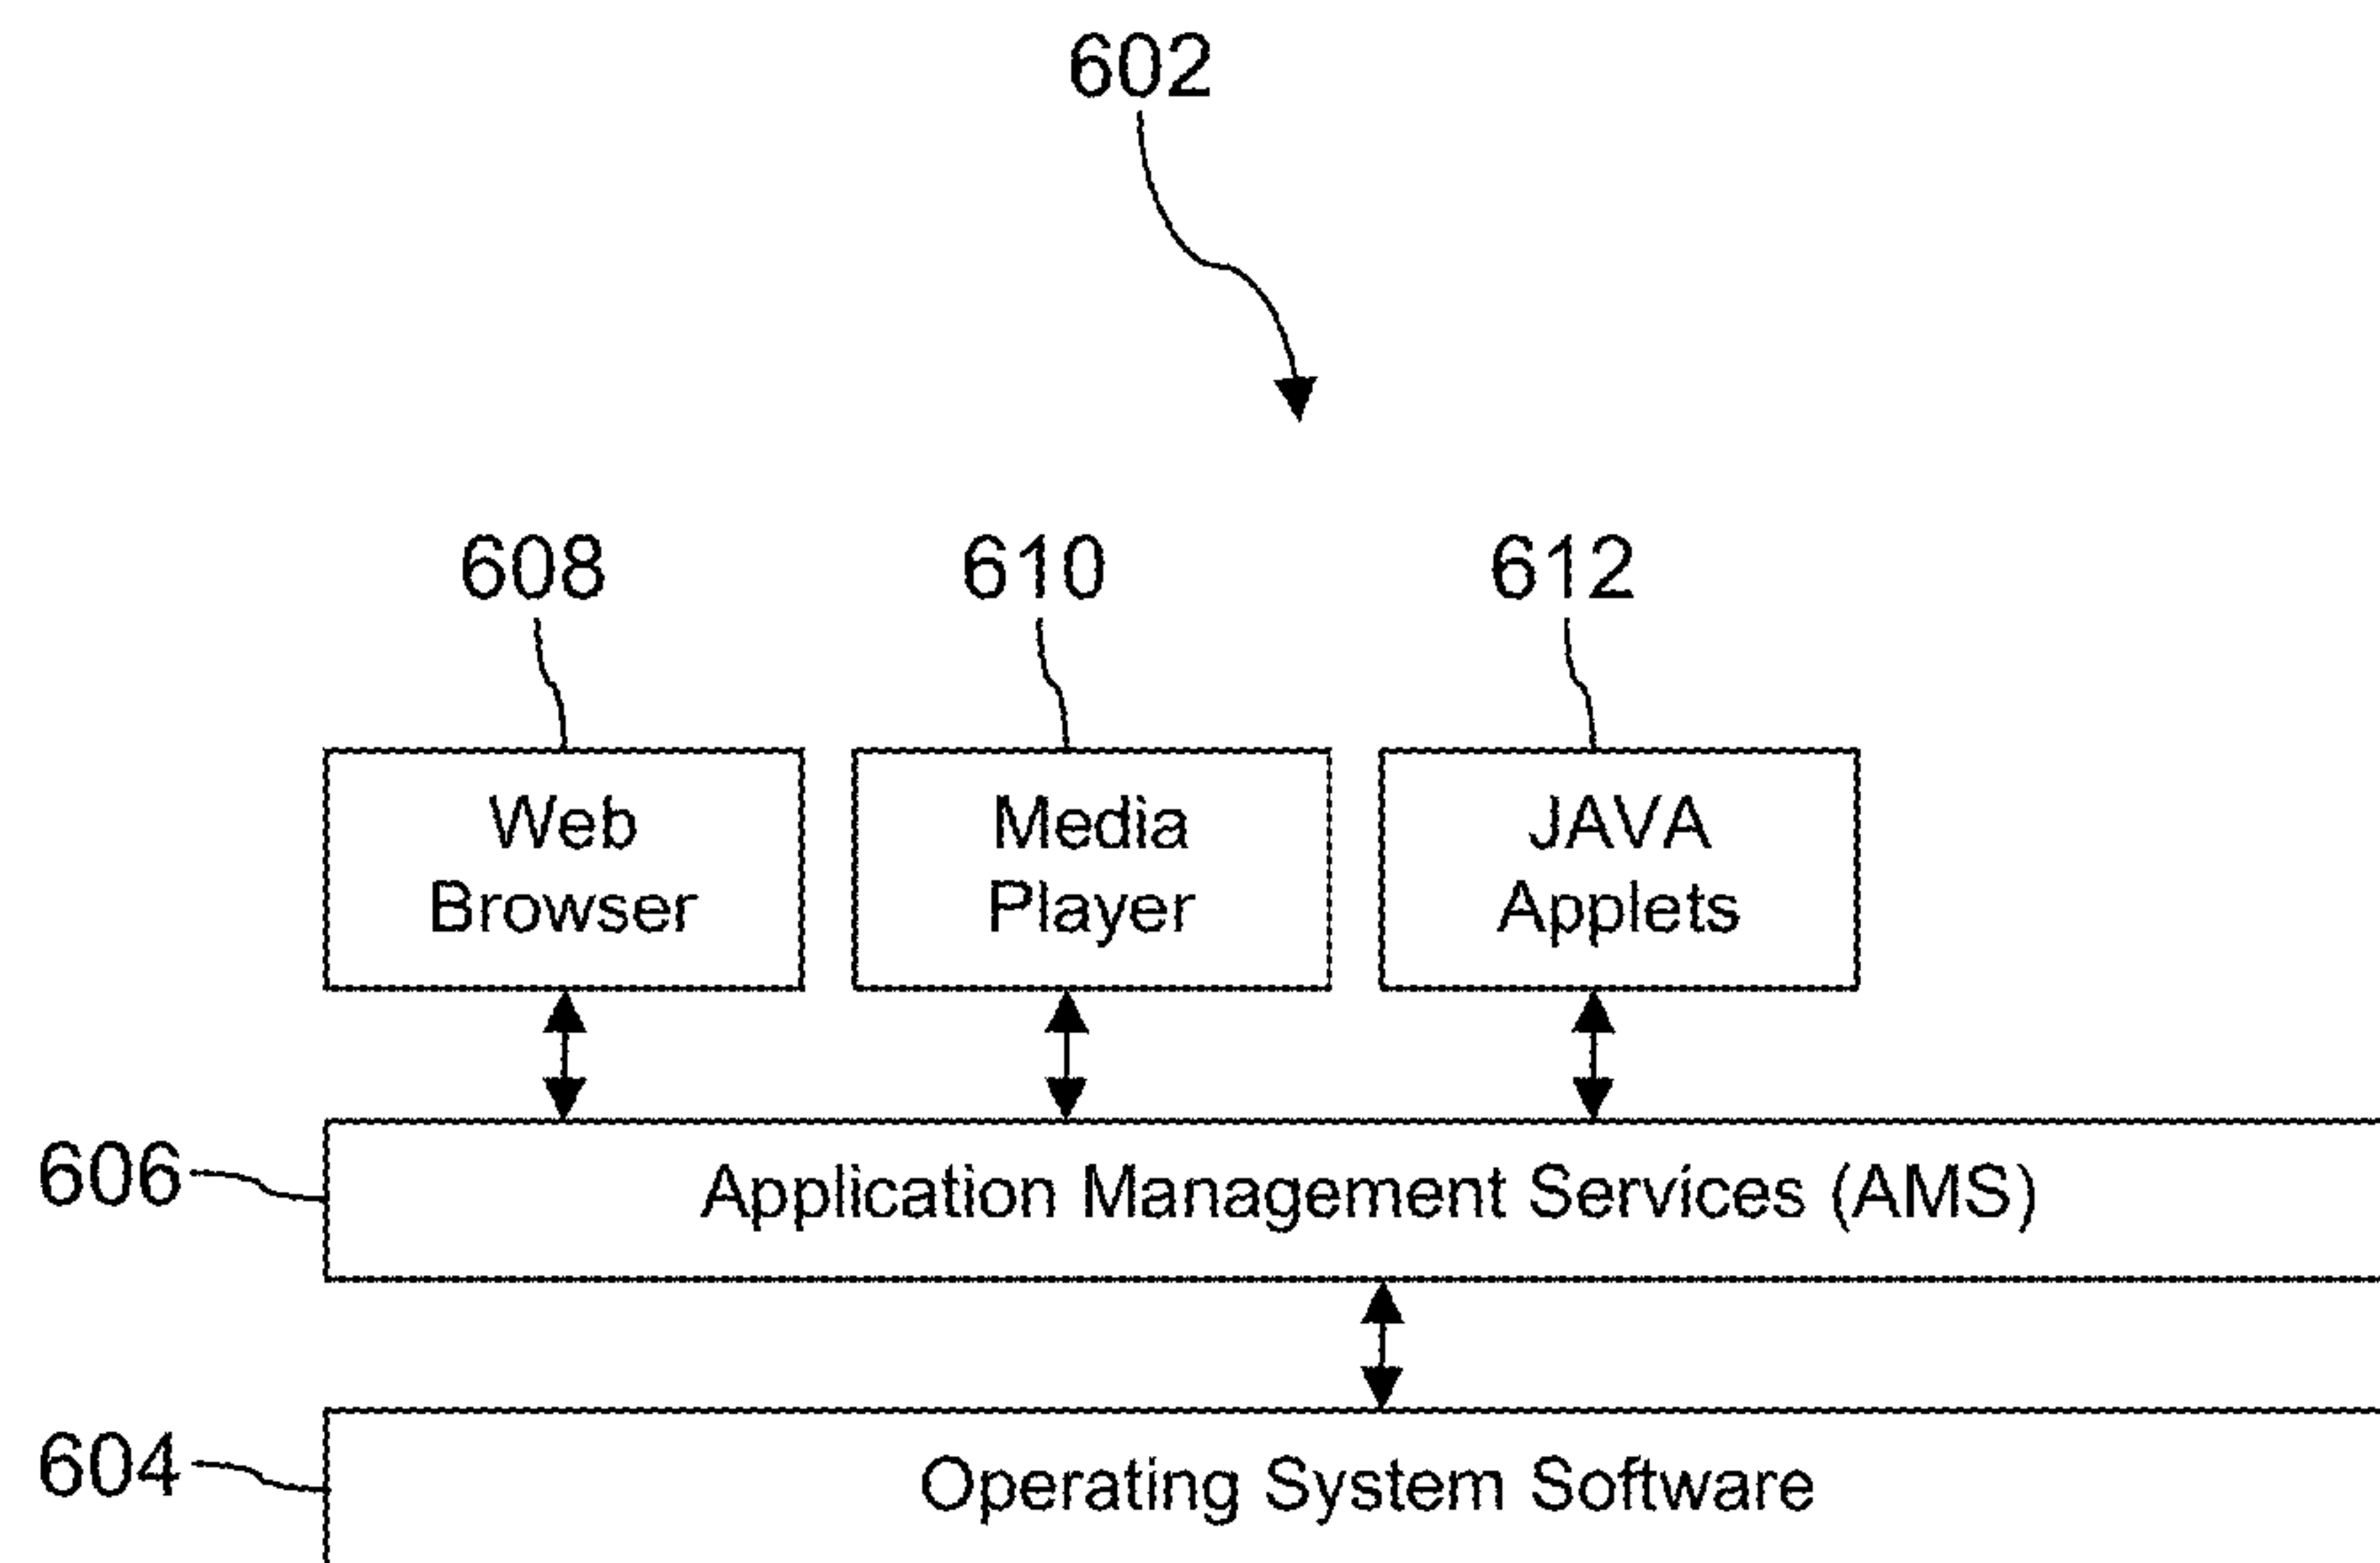 602
608
610
612
Web
Browser
Media
Player
JAVA
Applets
606
Application Management Services (AMS)
604
Operating System Software